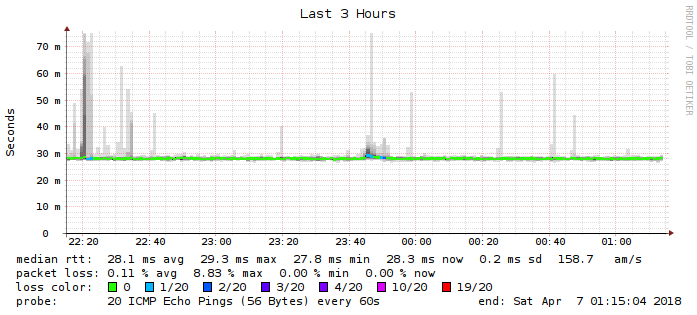 Last 3 Hours
RRDTOOL / TOBI OETIKER
Seconds
70 m
60 m
50 m
40 m
30 m
20 m
10 m
0
22:20 22:40 23:00 23:20 23:40 00:00 00:20 00:40 01:00
median rtt: 28.1 ms avg 29.3 ms max 27.8 ms min 28.3 ms now 0.2 ms sd 158.7 am/s
packet loss: 0.11 % avg 8.83 % max 0.00 % min 0.00 % now
loss color: 0 1/20 2/20 3/20 4/20 10/20 19/20
probe: 20 ICMP Echo Pings (56 Bytes) every 60s end: Sat Apr 7 01:15:04 2018